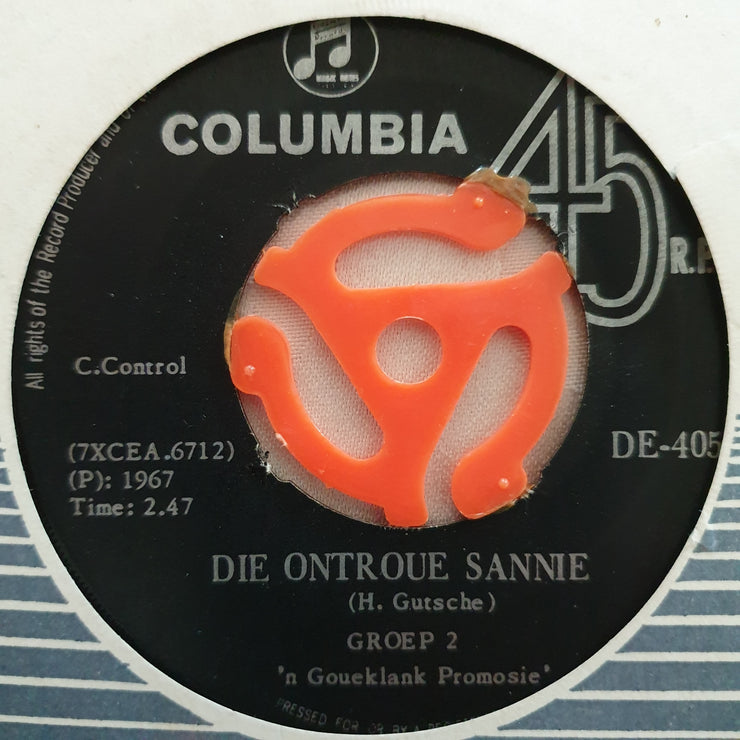 COLUMBIA
45
R.P.
All rights of the Record Producer and of
C.Control
(7XCEA.6712)
(P): 1967
Time: 2.47
DE-405
DIE ONTROUE SANNIE
(H. Gutsche)
GROEP 2
'n Goueklank Promosie'
PRESSED FOR OR BY A